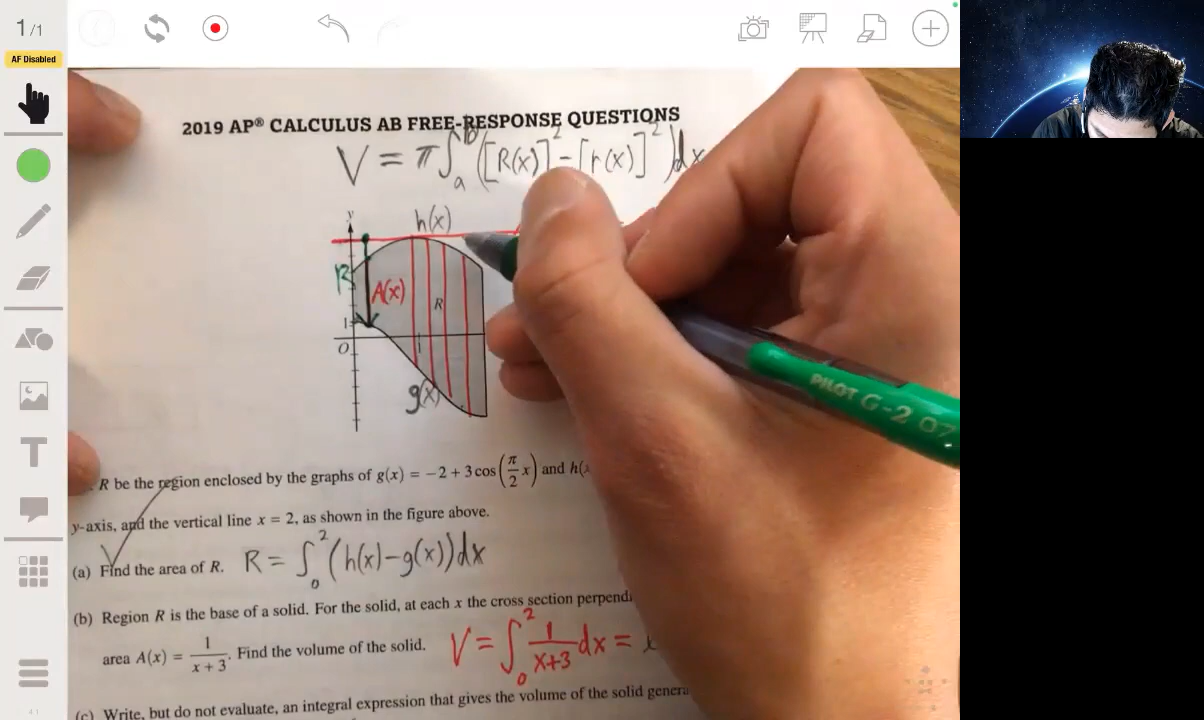 1/1
AF Disabled
2019 AP® CALCULUS AB FREE-RESPONSE QUESTIONS
V = π∫ₐᵇ([R(x)]² − [r(x)]²)dx
y
h(x)
R
A(x)
R
1
O
1
g(x)
R be the region enclosed by the graphs of g(x) = −2 + 3 cos(π/2 x) and h(
y-axis, and the vertical line x = 2, as shown in the figure above.
(a) Find the area of R. R = ∫₀²(h(x)−g(x))dx
(b) Region R is the base of a solid. For the solid, at each x the cross section
area A(x) = 1/(x + 3). Find the volume of the solid. V = ∫₀² 1/(x+3) dx =
(c) Write, but do not evaluate, an integral expression that gives the volume of the solid
PILOT G-2 07
T